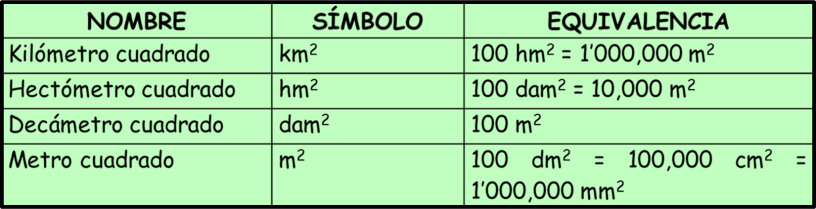 NOMBRE SÍMBOLO EQUIVALENCIA
Kilómetro cuadrado km² 100 hm² = 1’000,000 m²
Hectómetro cuadrado hm² 100 dam² = 10,000 m²
Decámetro cuadrado dam² 100 m²
Metro cuadrado m² 100 dm² = 100,000 cm² =
1’000,000 mm²